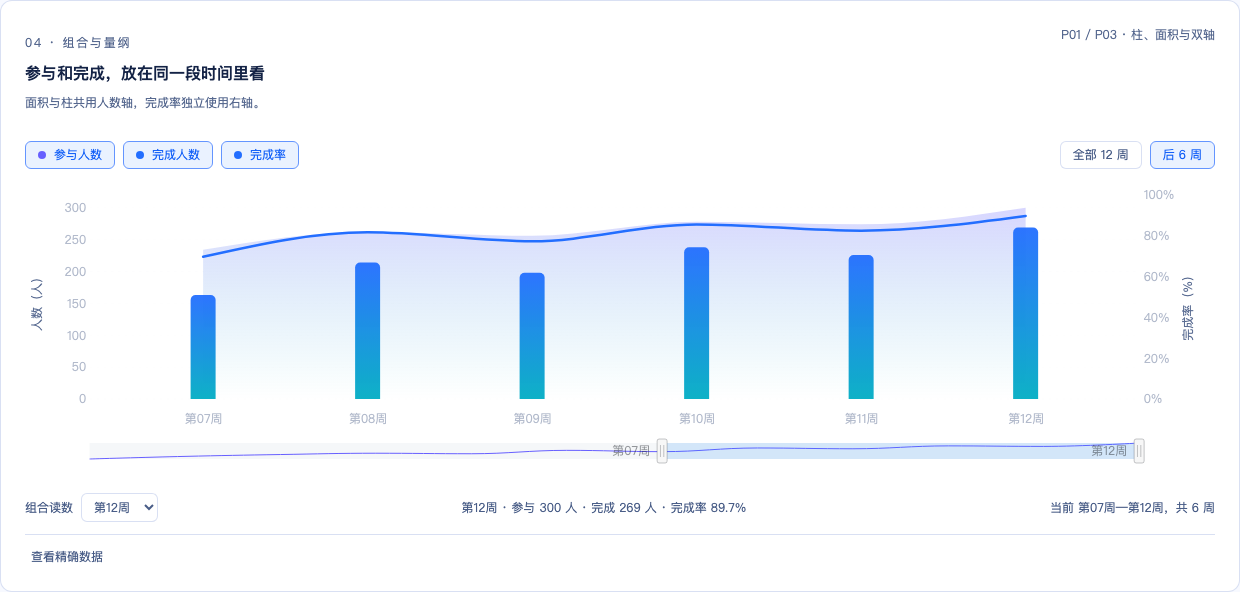 04 · 组合与量纲
P01 / P03 · 柱、面积与双轴
参与和完成，放在同一段时间里看
面积与柱共用人数轴，完成率独立使用右轴。
参与人数 完成人数 完成率
全部 12 周 后 6 周
人数（人）
300
250
200
150
100
50
0
100%
80%
60%
40%
20%
0%
完成率（%）
第07周 第08周 第09周 第10周 第11周 第12周
第07周 第12周
组合读数 第12周
第12周 · 参与 300 人 · 完成 269 人 · 完成率 89.7%
当前 第07周—第12周，共 6 周
查看精确数据